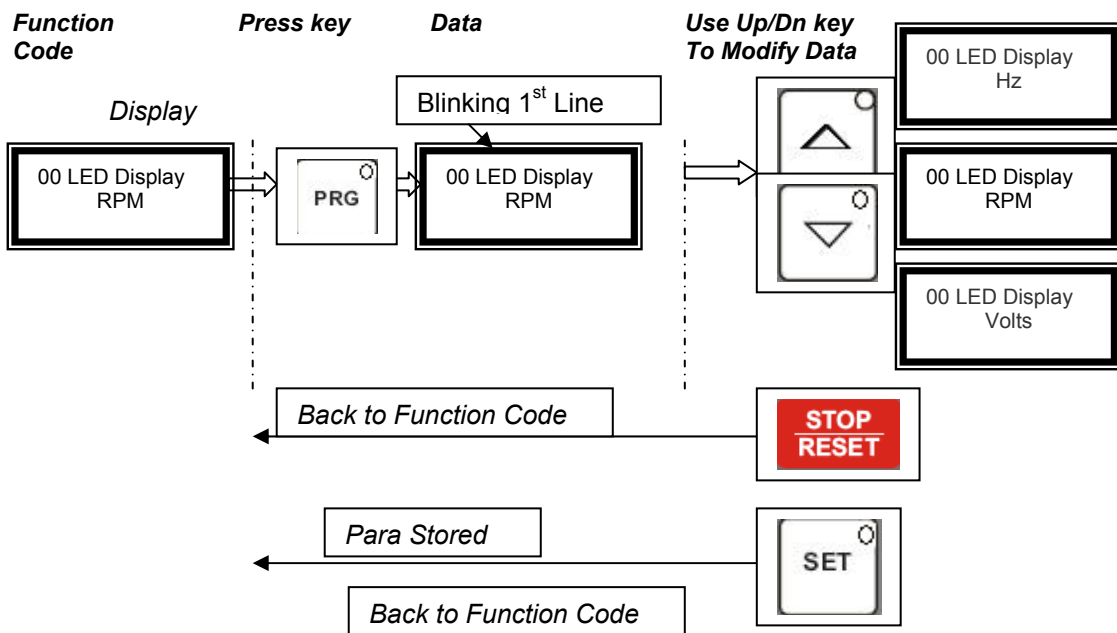 Function
Code
Press key
Data
Use Up/Dn key
To Modify Data
Display
Blinking 1st Line
00 LED Display
RPM
PRG
00 LED Display
RPM
00 LED Display
Hz
00 LED Display
RPM
00 LED Display
Volts
Back to Function Code
STOP
RESET
Para Stored
SET
Back to Function Code